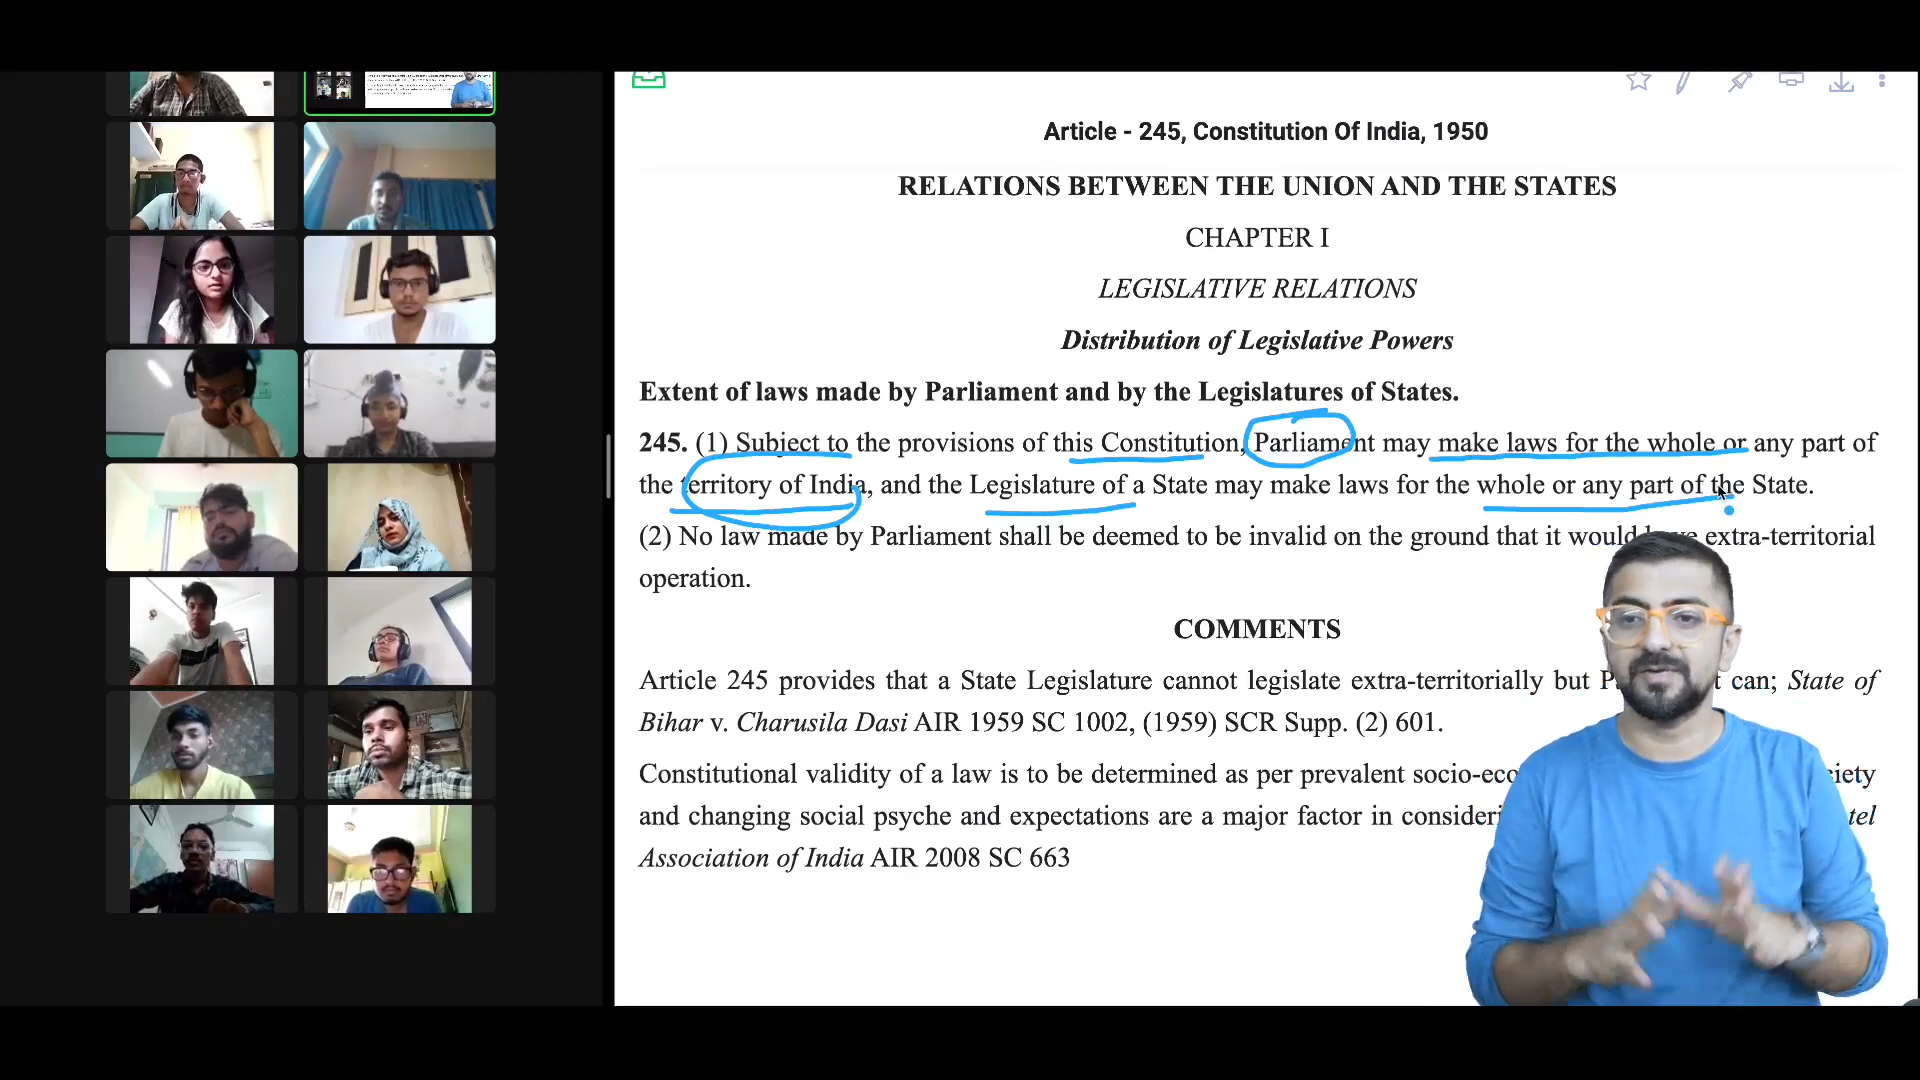 Article - 245, Constitution Of India, 1950
RELATIONS BETWEEN THE UNION AND THE STATES
CHAPTER I
LEGISLATIVE RELATIONS
Distribution of Legislative Powers
Extent of laws made by Parliament and by the Legislatures of States.
245. (1) Subject to the provisions of this Constitution, Parliament may make laws for the whole or any part of
the territory of India, and the Legislature of a State may make laws for the whole or any part of the State.
(2) No law made by Parliament shall be deemed to be invalid on the ground that it would extra-territorial
operation.
COMMENTS
Article 245 provides that a State Legislature cannot legislate extra-territorially but can; State of
Bihar v. Charusila Dasi AIR 1959 SC 1002, (1959) SCR Supp. (2) 601.
Constitutional validity of a law is to be determined as per prevalent
and changing social psyche and expectations are a major factor in
Association of India AIR 2008 SC 663